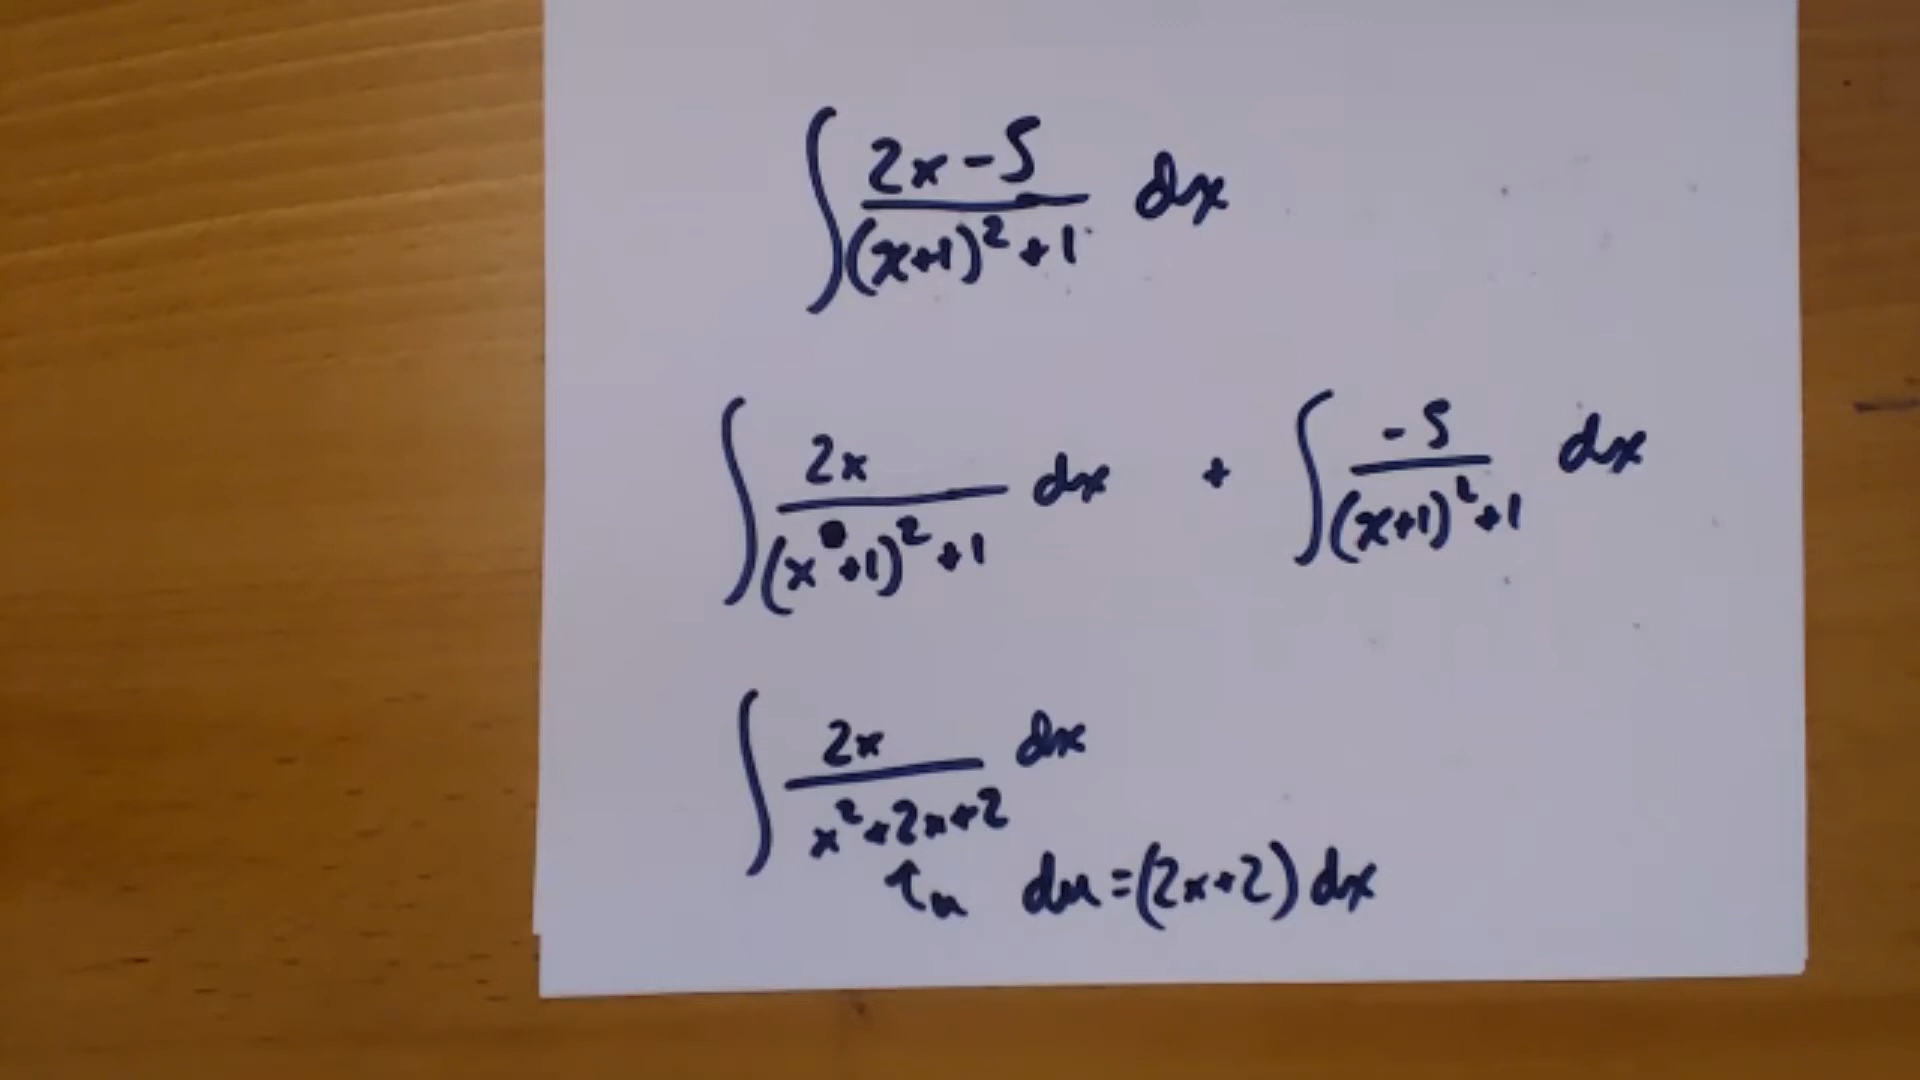 ∫ (2x-5)/((x+1)²+1) dx
∫ 2x/((x+1)²+1) dx + ∫ -5/((x+1)²+1) dx
∫ 2x/(x²+2x+2) dx
↑u du=(2x+2)dx